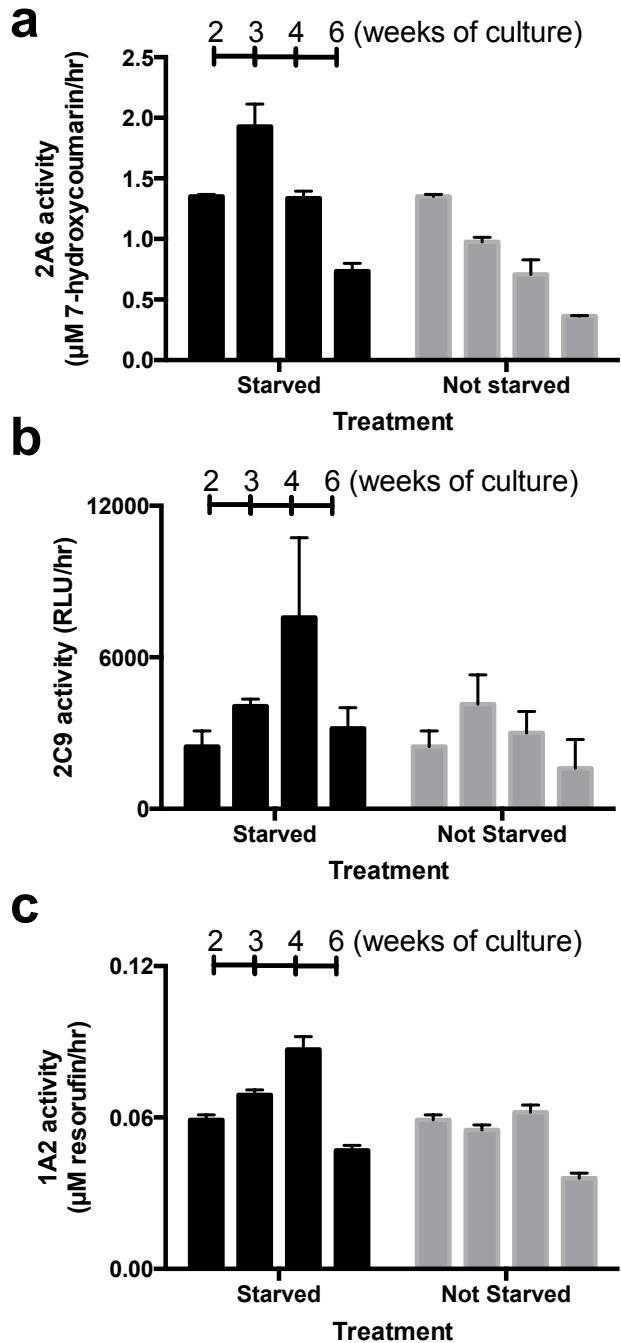 a
2 3 4 6 (weeks of culture)
2.5
2.0
1.5
1.0
0.5
0.0
2A6 activity
(µM 7-hydroxycoumarin/hr)
Starved Not starved
Treatment
b
2 3 4 6 (weeks of culture)
12000
6000
0
2C9 activity (RLU/hr)
Starved Not Starved
Treatment
c
2 3 4 6 (weeks of culture)
0.12
0.06
0.00
1A2 activity
(µM resorufin/hr)
Starved Not Starved
Treatment